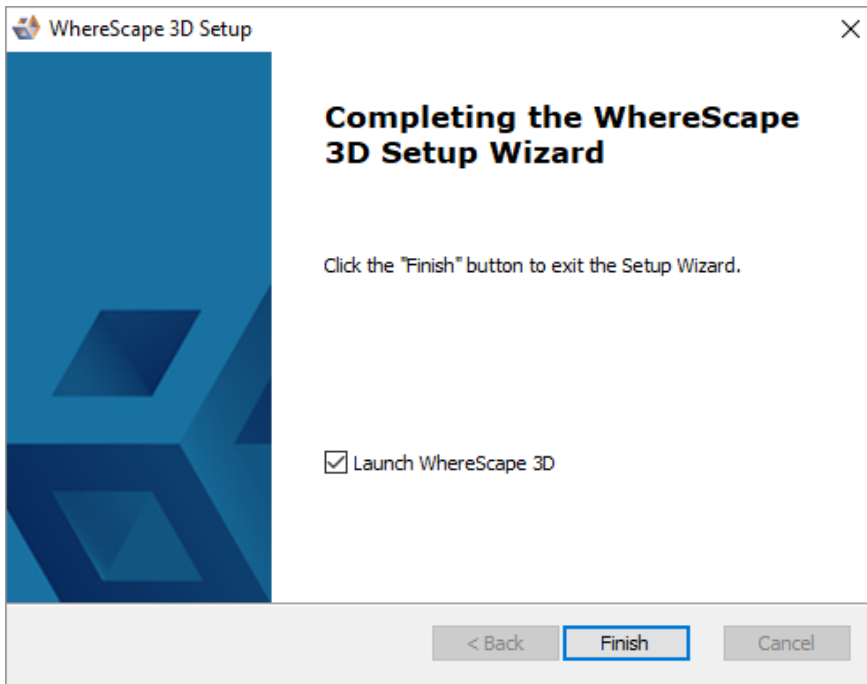 WhereScape 3D Setup
Completing the WhereScape
3D Setup Wizard
Click the "Finish" button to exit the Setup Wizard.
Launch WhereScape 3D
< Back Finish Cancel